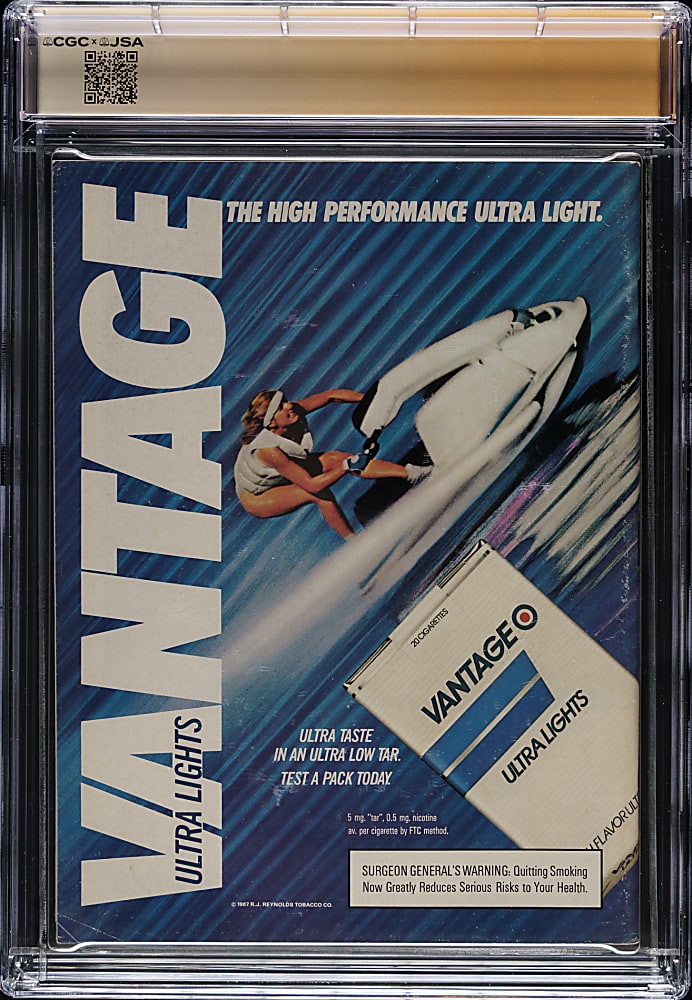 CGC x JSA
VANTAGE
ULTRA LIGHTS
THE HIGH PERFORMANCE ULTRA LIGHT.
20 CIGARETTES
VANTAGE
ULTRA LIGHTS
FLAVOR
ULTRA TASTE
IN AN ULTRA LOW TAR.
TEST A PACK TODAY.
5 mg. "tar", 0.5 mg. nicotine
av. per cigarette by FTC method.
SURGEON GENERAL'S WARNING: Quitting Smoking
Now Greatly Reduces Serious Risks to Your Health.
© 1987 R.J. REYNOLDS TOBACCO CO.